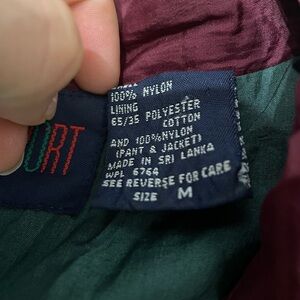 SHELL
100% NYLON
LINING
65/35 POLYESTER
COTTON
AND 100%NYLON
(PANT & JACKET)
MADE IN SRI LANKA
WPL 6764
SEE REVERSE FOR CARE
SIZE M